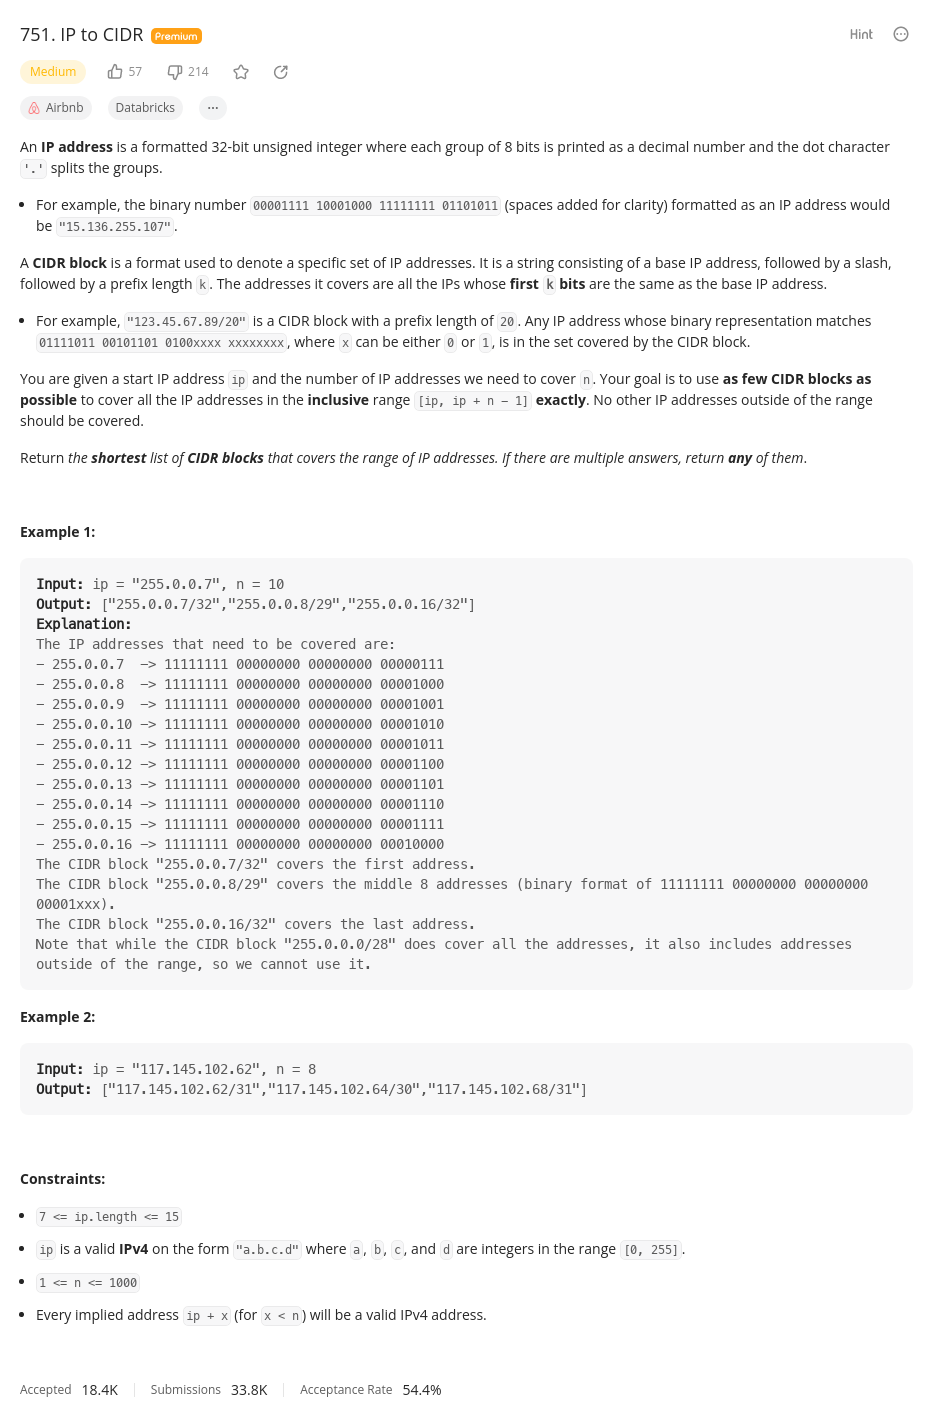 751. IP to CIDR Premium Hint
Medium 57 214
Airbnb Databricks ...
An IP address is a formatted 32-bit unsigned integer where each group of 8 bits is printed as a decimal number and the dot character
'.' splits the groups.
• For example, the binary number 00001111 10001000 11111111 01101011 (spaces added for clarity) formatted as an IP address would
be "15.136.255.107".
A CIDR block is a format used to denote a specific set of IP addresses. It is a string consisting of a base IP address, followed by a slash,
followed by a prefix length k. The addresses it covers are all the IPs whose first k bits are the same as the base IP address.
• For example, "123.45.67.89/20" is a CIDR block with a prefix length of 20. Any IP address whose binary representation matches
01111011 00101101 0100xxxx xxxxxxxx, where x can be either 0 or 1, is in the set covered by the CIDR block.
You are given a start IP address ip and the number of IP addresses we need to cover n. Your goal is to use as few CIDR blocks as
possible to cover all the IP addresses in the inclusive range [ip, ip + n - 1] exactly. No other IP addresses outside of the range
should be covered.
Return the shortest list of CIDR blocks that covers the range of IP addresses. If there are multiple answers, return any of them.
Example 1:
Input: ip = "255.0.0.7", n = 10
Output: ["255.0.0.7/32","255.0.0.8/29","255.0.0.16/32"]
Explanation:
The IP addresses that need to be covered are:
- 255.0.0.7  -> 11111111 00000000 00000000 00000111
- 255.0.0.8  -> 11111111 00000000 00000000 00001000
- 255.0.0.9  -> 11111111 00000000 00000000 00001001
- 255.0.0.10 -> 11111111 00000000 00000000 00001010
- 255.0.0.11 -> 11111111 00000000 00000000 00001011
- 255.0.0.12 -> 11111111 00000000 00000000 00001100
- 255.0.0.13 -> 11111111 00000000 00000000 00001101
- 255.0.0.14 -> 11111111 00000000 00000000 00001110
- 255.0.0.15 -> 11111111 00000000 00000000 00001111
- 255.0.0.16 -> 11111111 00000000 00000000 00010000
The CIDR block "255.0.0.7/32" covers the first address.
The CIDR block "255.0.0.8/29" covers the middle 8 addresses (binary format of 11111111 00000000 00000000
00001xxx).
The CIDR block "255.0.0.16/32" covers the last address.
Note that while the CIDR block "255.0.0.0/28" does cover all the addresses, it also includes addresses
outside of the range, so we cannot use it.
Example 2:
Input: ip = "117.145.102.62", n = 8
Output: ["117.145.102.62/31","117.145.102.64/30","117.145.102.68/31"]
Constraints:
• 7 <= ip.length <= 15
• ip is a valid IPv4 on the form "a.b.c.d" where a, b, c, and d are integers in the range [0, 255].
• 1 <= n <= 1000
• Every implied address ip + x (for x < n) will be a valid IPv4 address.
Accepted 18.4K Submissions 33.8K Acceptance Rate 54.4%